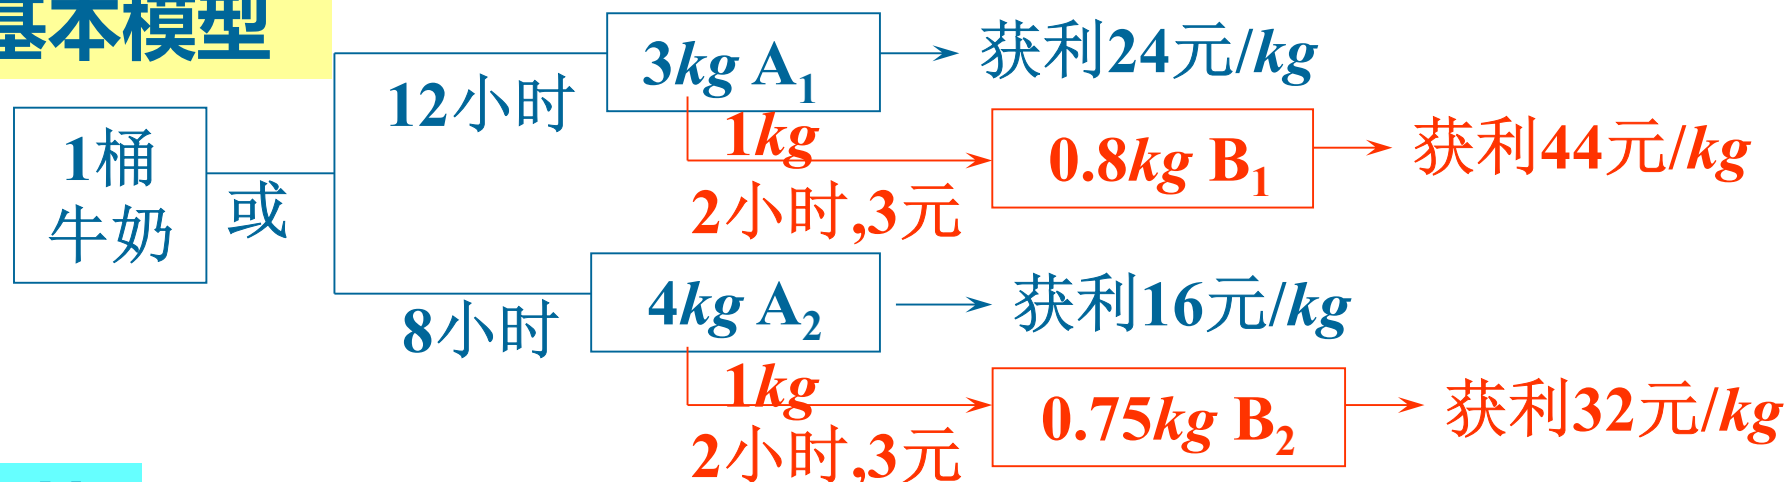 基本模型
1桶
牛奶
或
12小时
3kg A₁
获利24元/kg
1kg
2小时,3元
0.8kg B₁
获利44元/kg
8小时
4kg A₂
获利16元/kg
1kg
2小时,3元
0.75kg B₂
获利32元/kg